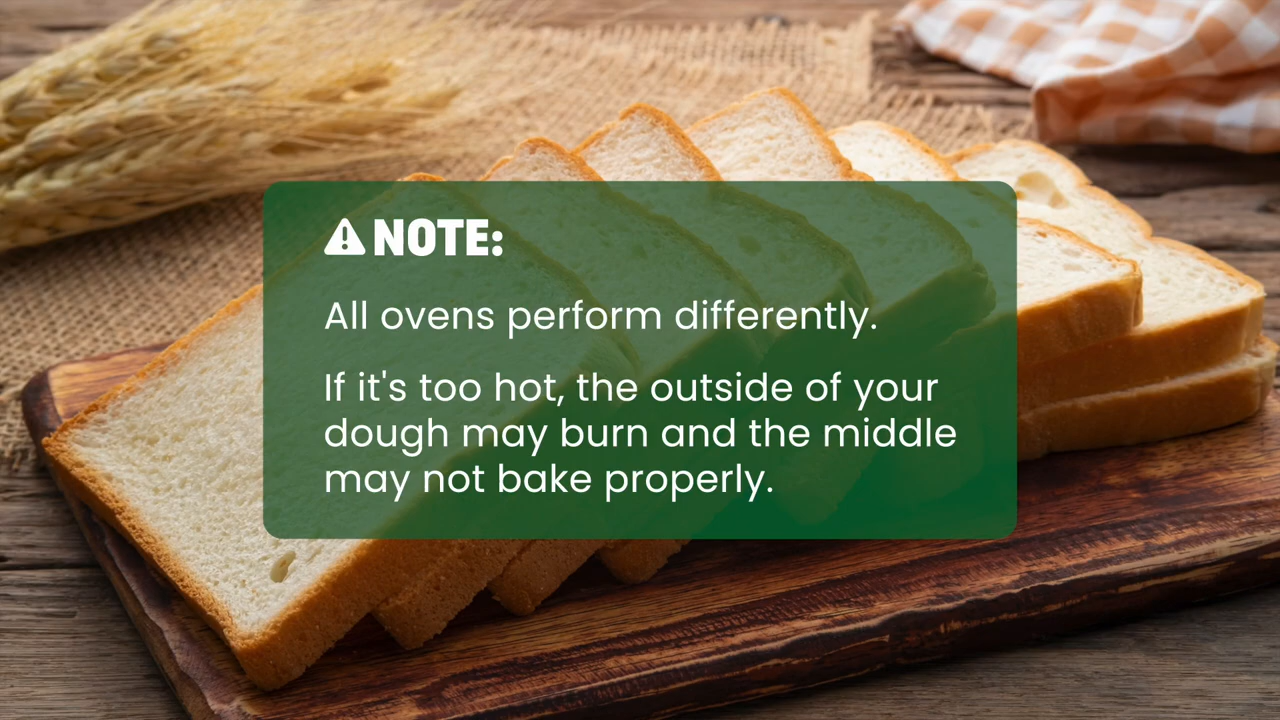 NOTE:
All ovens perform differently.
If it's too hot, the outside of your
dough may burn and the middle
may not bake properly.